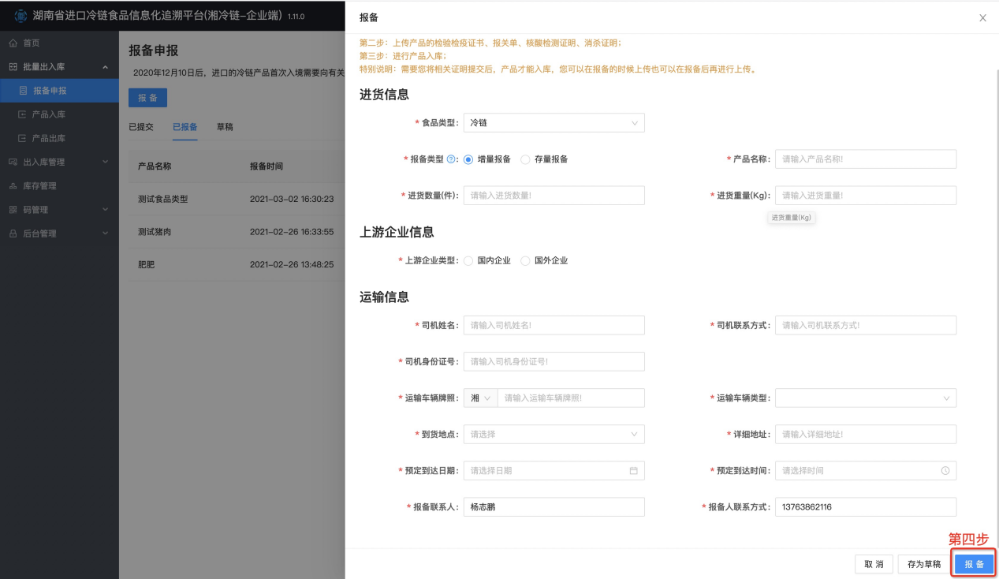 湖南省进口冷链食品信息化追溯平台(湘冷链-企业端) 1.11.0
首页
批量出入库
报备申报
产品入库
产品出库
出入库管理
库存管理
码管理
后台管理
报备申报
2020年12月10日后，进口的冷链产品首次入境需要向有关
报 备
已提交 已报备 草稿
产品名称 报备时间
测试食品类型 2021-03-02 16:30:23
测试猪肉 2021-02-26 16:33:55
肥肥 2021-02-26 13:48:25
报备
第二步：上传产品的检验检疫证书、报关单、核酸检测证明、消杀证明；
第三步：进行产品入库；
特别说明：需要您将相关证明提交后，产品才能入库，您可以在报备的时候上传也可以在报备后再进行上传。
进货信息
* 食品类型： 冷链
* 报备类型 ?： 增量报备 存量报备 * 产品名称： 请输入产品名称!
* 进货数量(件)： 请输入进货数量! * 进货重量(Kg)： 请输入进货重量!
进货重量(Kg)
上游企业信息
* 上游企业类型： 国内企业 国外企业
运输信息
* 司机姓名： 请输入司机姓名! * 司机联系方式： 请输入司机联系方式!
* 司机身份证号： 请输入司机身份证号!
* 运输车辆牌照： 湘 请输入运输车辆牌照! * 运输车辆类型：
* 到货地点： 请选择 * 详细地址： 请输入详细地址!
* 预定到达日期： 请选择日期 * 预定到达时间： 请选择时间
* 报备联系人： 杨志鹏 * 报备人联系方式： 13763862116
第四步
取 消 存为草稿 报 备